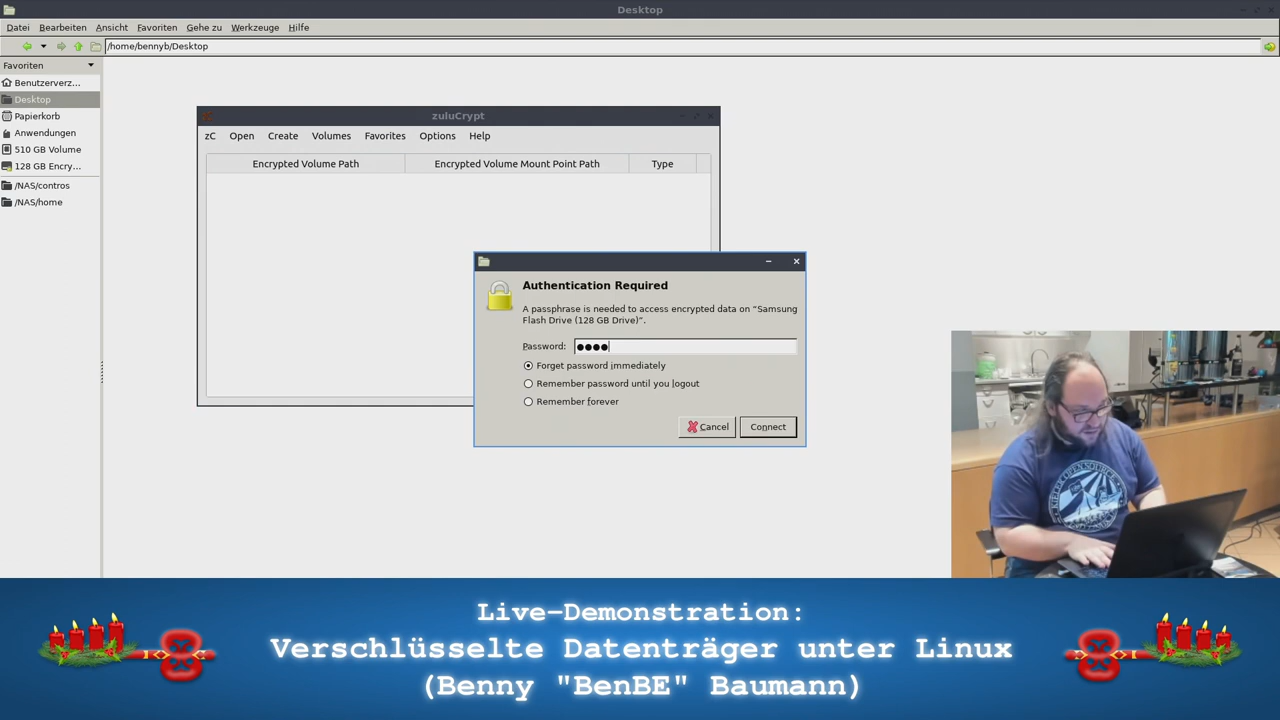 Desktop
Datei Bearbeiten Ansicht Favoriten Gehe zu Werkzeuge Hilfe
/home/bennyb/Desktop
Favoriten
Benutzerverz...
Desktop
Papierkorb
Anwendungen
510 GB Volume
128 GB Encry...
/NAS/contros
/NAS/home
zuluCrypt
zC Open Create Volumes Favorites Options Help
Encrypted Volume Path Encrypted Volume Mount Point Path Type
Authentication Required
A passphrase is needed to access encrypted data on “Samsung
Flash Drive (128 GB Drive)”.
Password: ●●●●
Forget password immediately
Remember password until you logout
Remember forever
Cancel Connect
Live-Demonstration:
Verschlüsselte Datenträger unter Linux
(Benny "BenBE" Baumann)